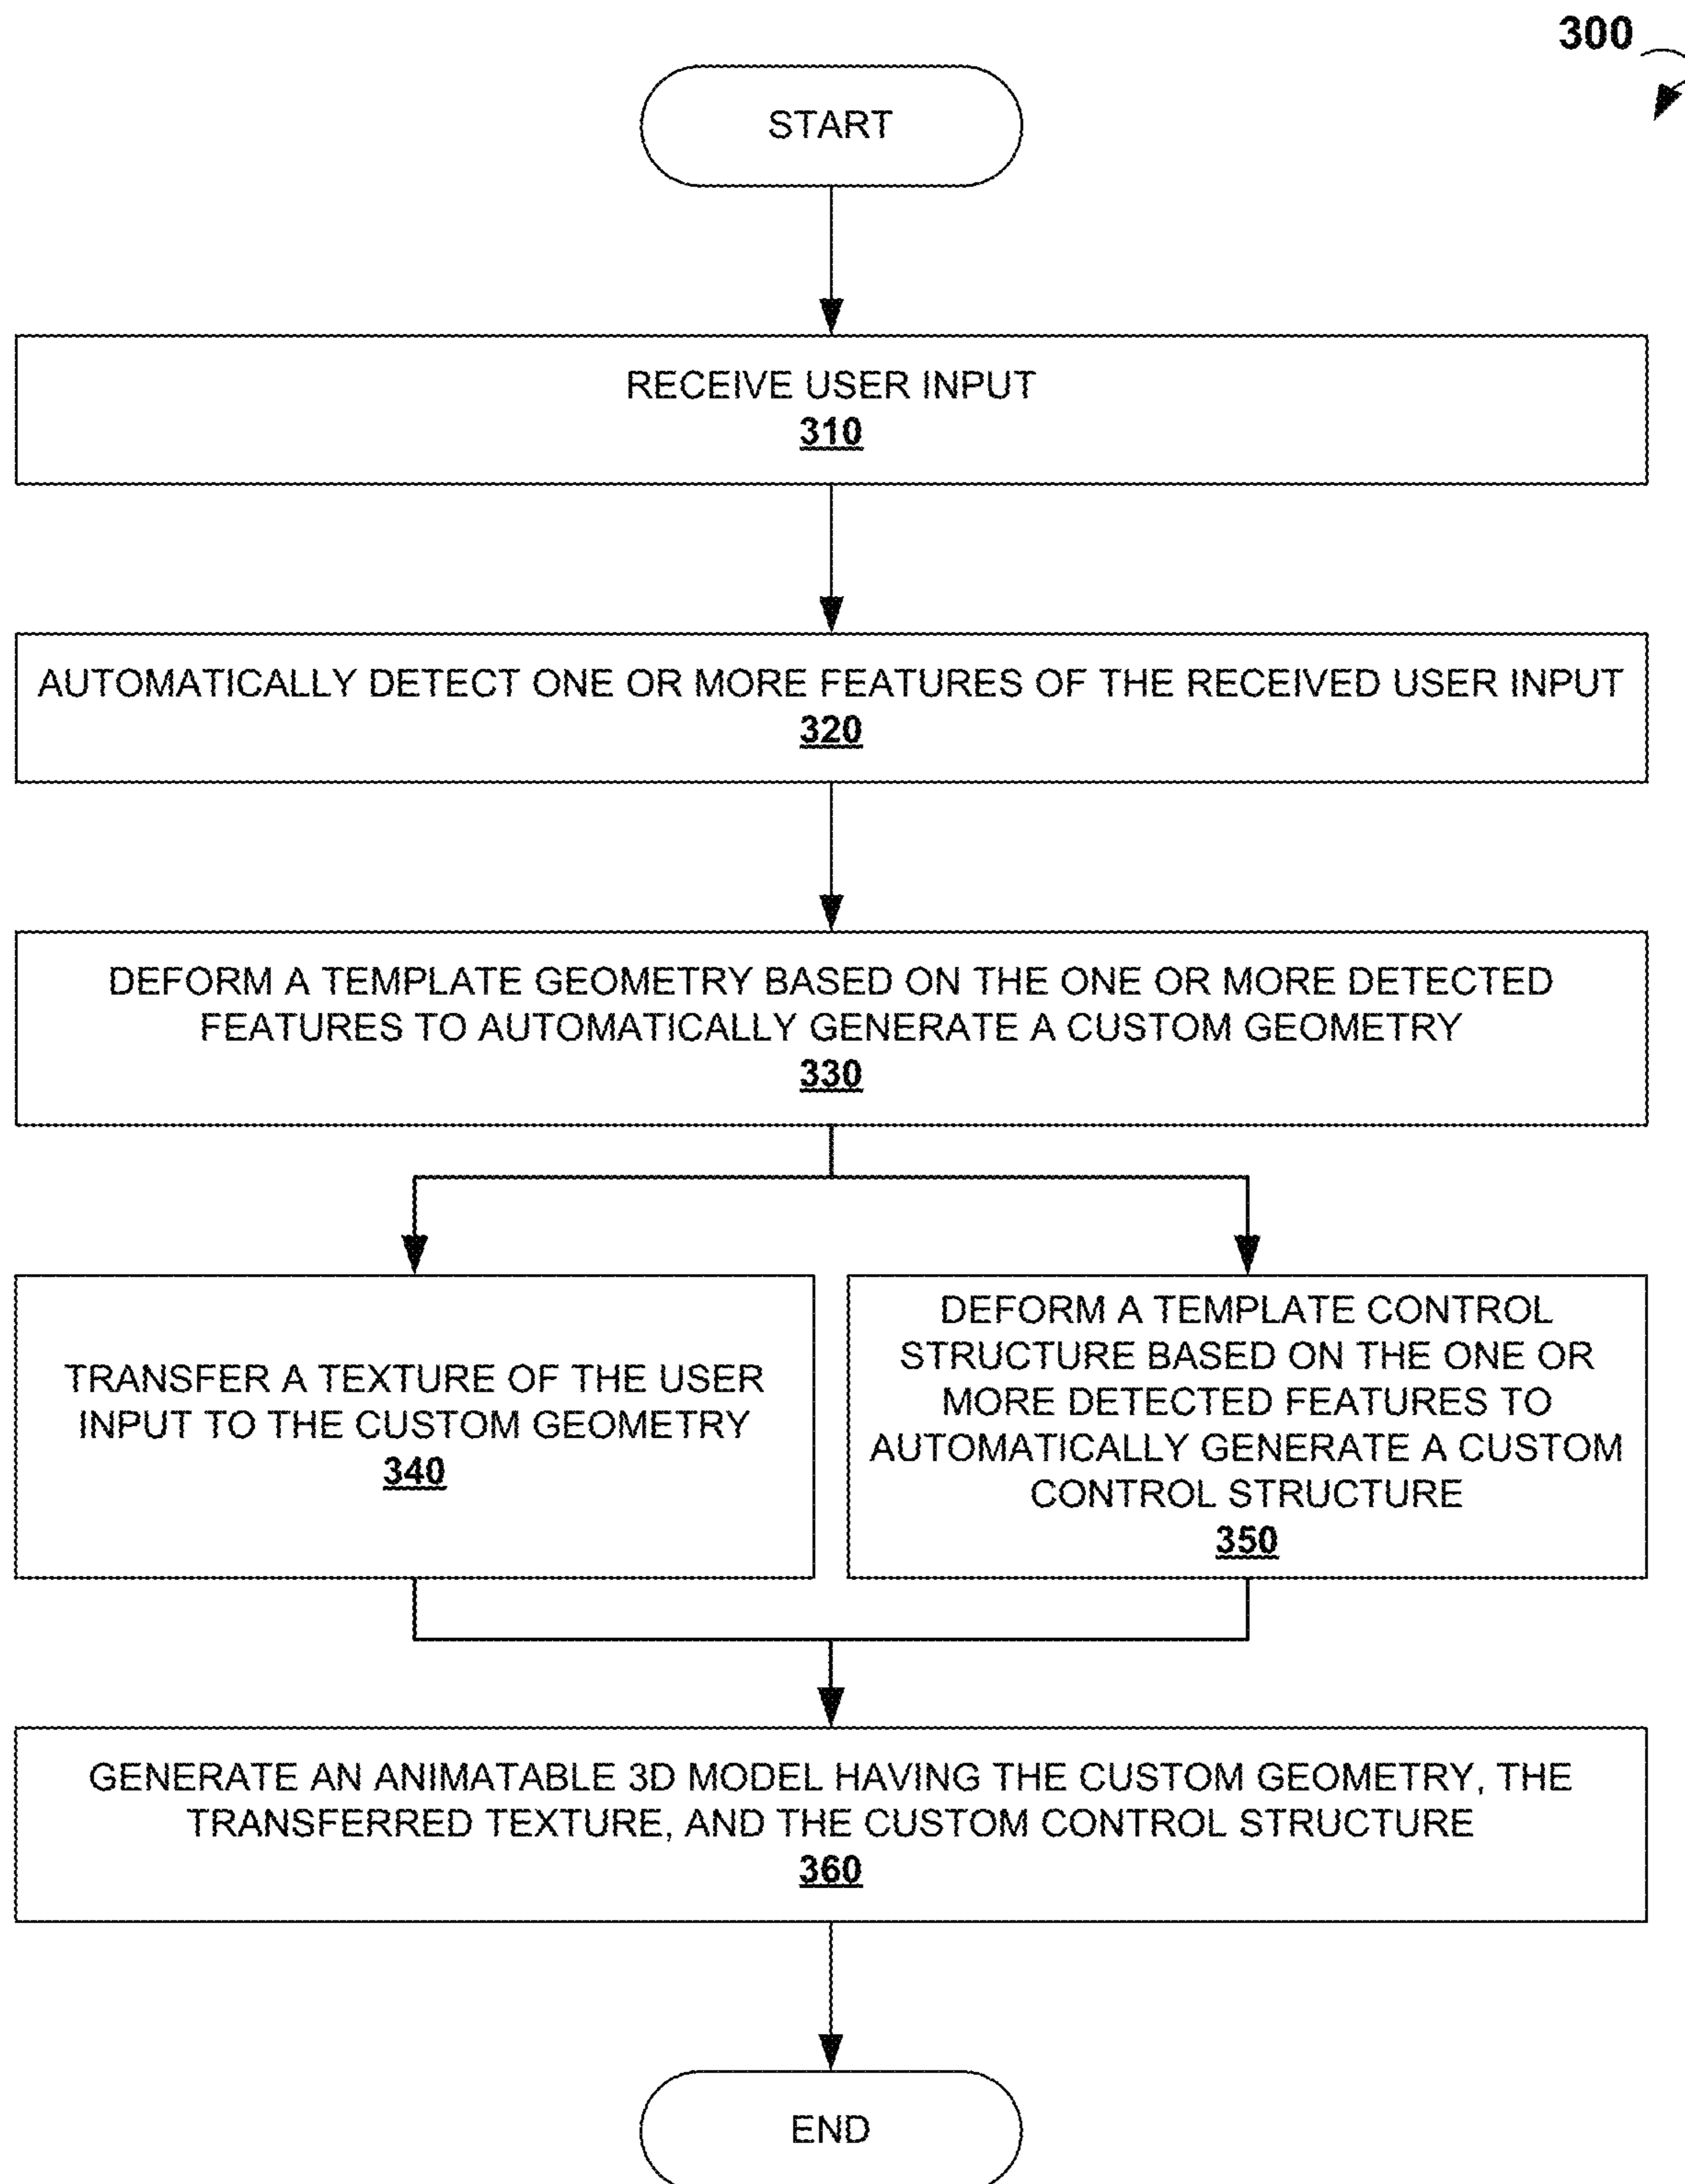 300
START
RECEIVE USER INPUT
310
AUTOMATICALLY DETECT ONE OR MORE FEATURES OF THE RECEIVED USER INPUT
320
DEFORM A TEMPLATE GEOMETRY BASED ON THE ONE OR MORE DETECTED
FEATURES TO AUTOMATICALLY GENERATE A CUSTOM GEOMETRY
330
TRANSFER A TEXTURE OF THE USER
INPUT TO THE CUSTOM GEOMETRY
340
DEFORM A TEMPLATE CONTROL
STRUCTURE BASED ON THE ONE OR
MORE DETECTED FEATURES TO
AUTOMATICALLY GENERATE A CUSTOM
CONTROL STRUCTURE
350
GENERATE AN ANIMATABLE 3D MODEL HAVING THE CUSTOM GEOMETRY, THE
TRANSFERRED TEXTURE, AND THE CUSTOM CONTROL STRUCTURE
360
END